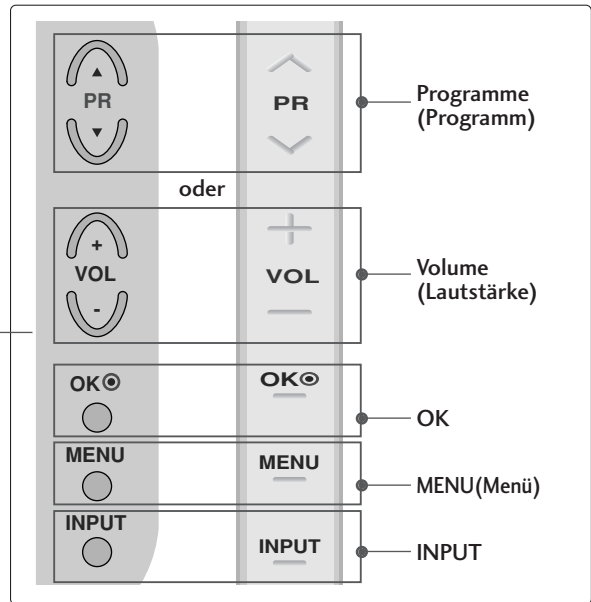 PR
PR
Programme
(Programm)
oder
+
VOL
-
VOL
Volume
(Lautstärke)
OK
OK
OK
MENU
MENU
MENU(Menü)
INPUT
INPUT
INPUT